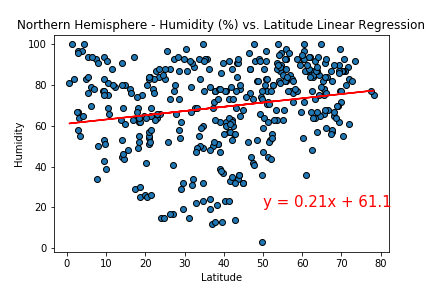 Northern Hemisphere - Humidity (%) vs. Latitude Linear Regression
100
80
60
40
20
0
Humidity
y = 0.21x + 61.1
0 10 20 30 40 50 60 70 80
Latitude